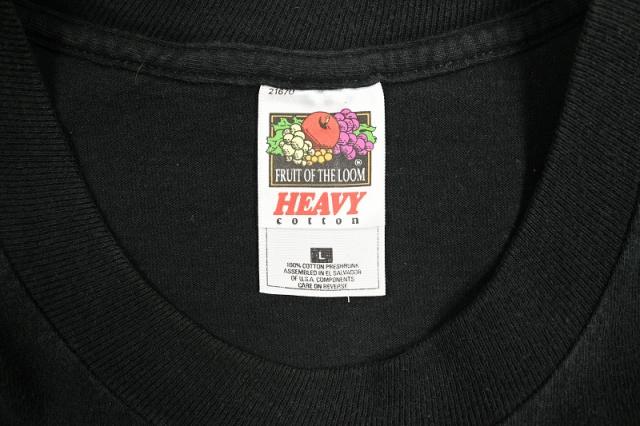 21670
FRUIT OF THE LOOM ®
HEAVY
cotton
L
100% COTTON PRESHRUNK
ASSEMBLED IN EL SALVADOR
OF U.S.A. COMPONENTS
CARE ON REVERSE